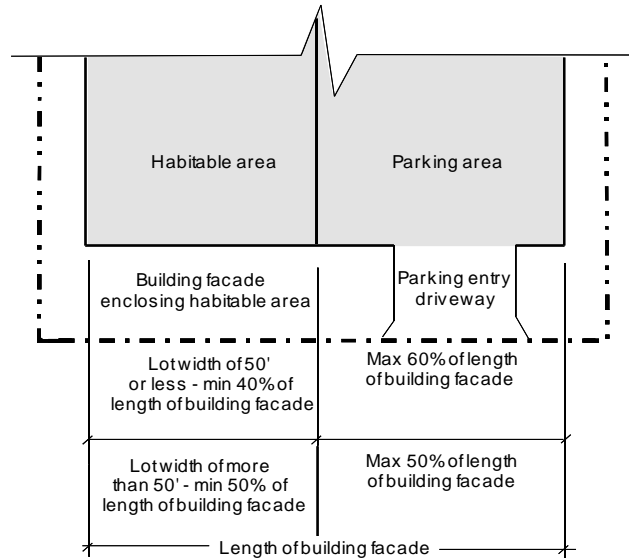 Habitable area
Parking area
Building facade
enclosing habitable area
Parking entry
driveway
Lot width of 50'
or less - min 40% of
length of building facade
Max 60% of length
of building facade
Lot width of more
than 50' - min 50% of
length of building facade
Max 50% of length
of building facade
Length of building facade